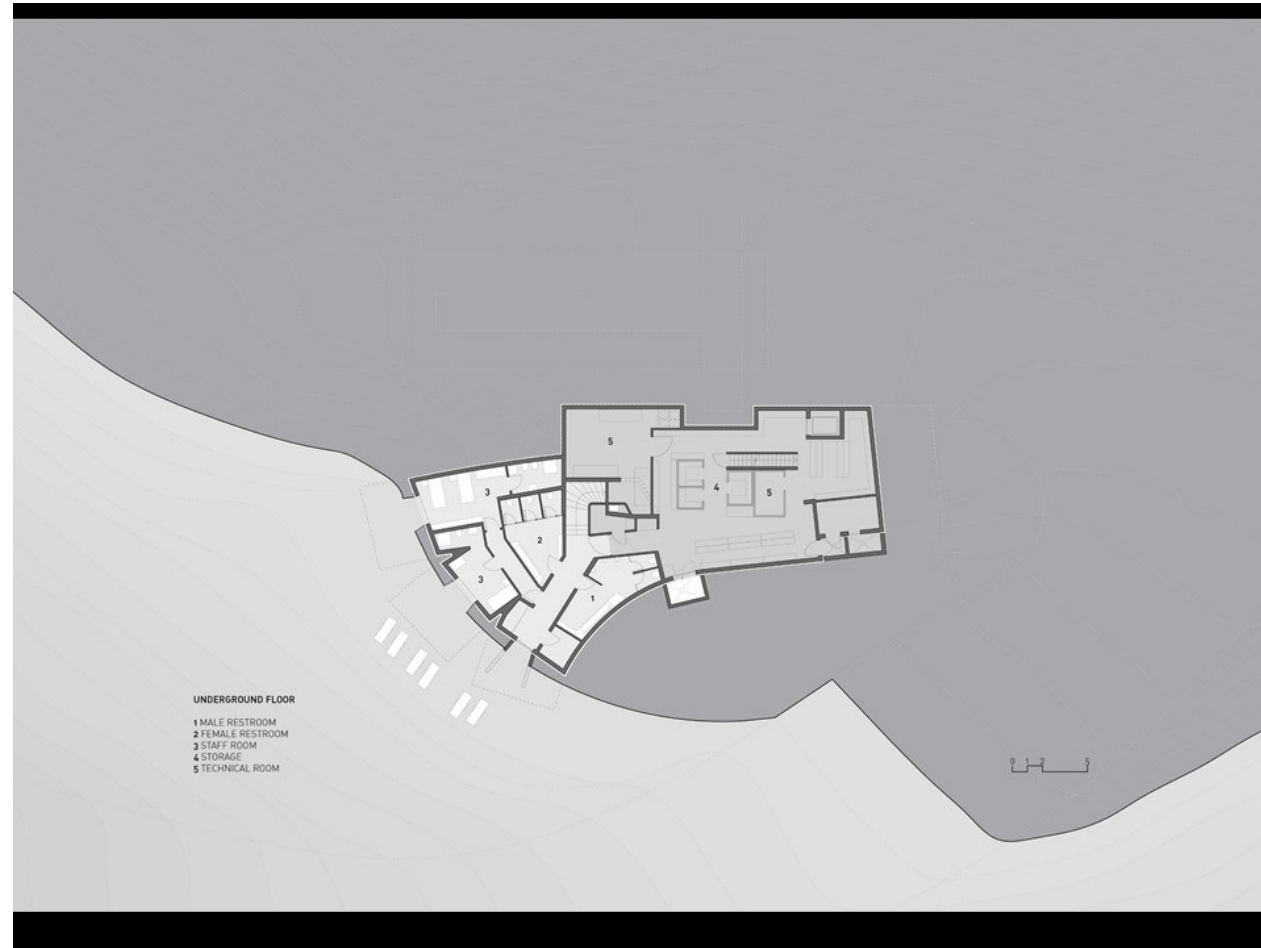 5
3
4
5
2
3
1
UNDERGROUND FLOOR
1 MALE RESTROOM
2 FEMALE RESTROOM
3 STAFF ROOM
4 STORAGE
5 TECHNICAL ROOM
0 1 2 5